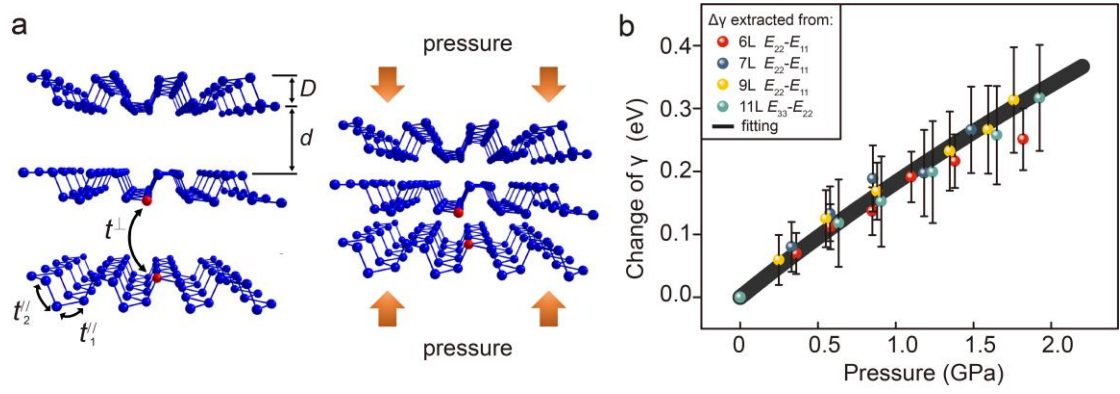 a
pressure
D
d
t⊥
t₂//
t₁//
pressure
b
Δγ extracted from:
6L E₂₂-E₁₁
7L E₂₂-E₁₁
9L E₂₂-E₁₁
11L E₃₃-E₂₂
fitting
Change of γ (eV)
0.4
0.3
0.2
0.1
0.0
0
0.5
1.0
1.5
2.0
Pressure (GPa)